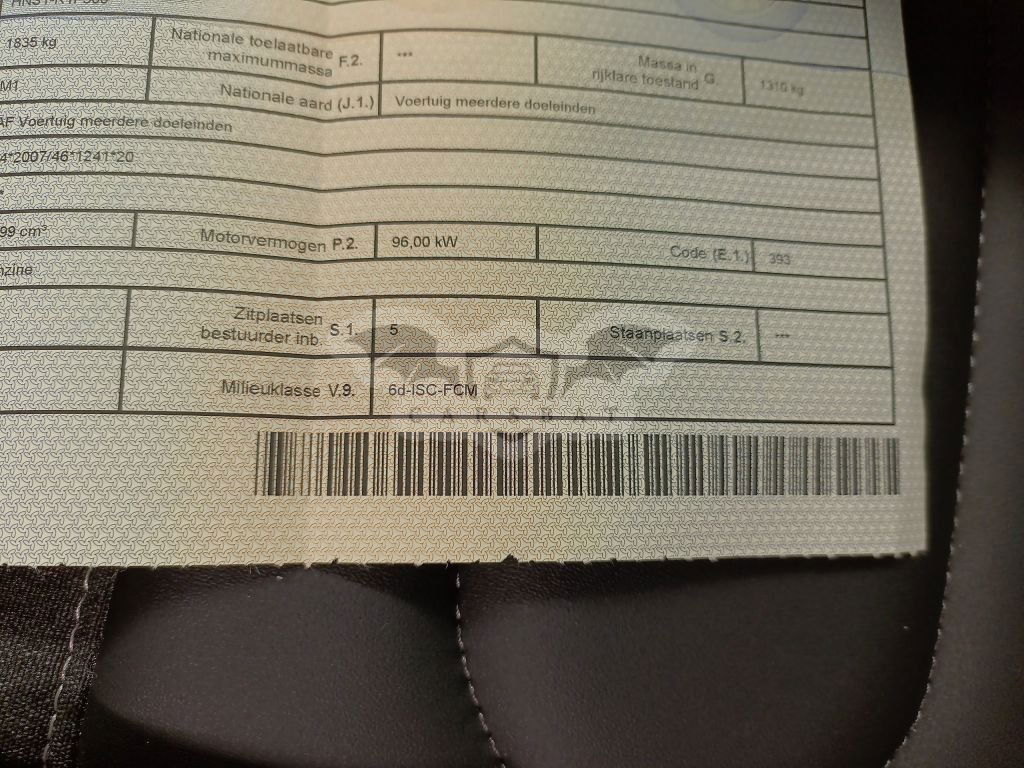 1835 kg Nationale toelaatbare maximummassa F.2. --- Massa in rijklare toestand G 1310 kg
M1 Nationale aard (J.1.) Voertuig meerdere doeleinden
AF Voertuig meerdere doeleinden
4*2007/46*1241*20
99 cm³ Motorvermogen P.2. 96,00 kW Code (E.1.) 393
nzine
Zitplaatsen bestuurder inb. S.1. 5 Staanplaatsen S.2. ---
Milieuklasse V.9. 6d-ISC-FCM
CARSBAT